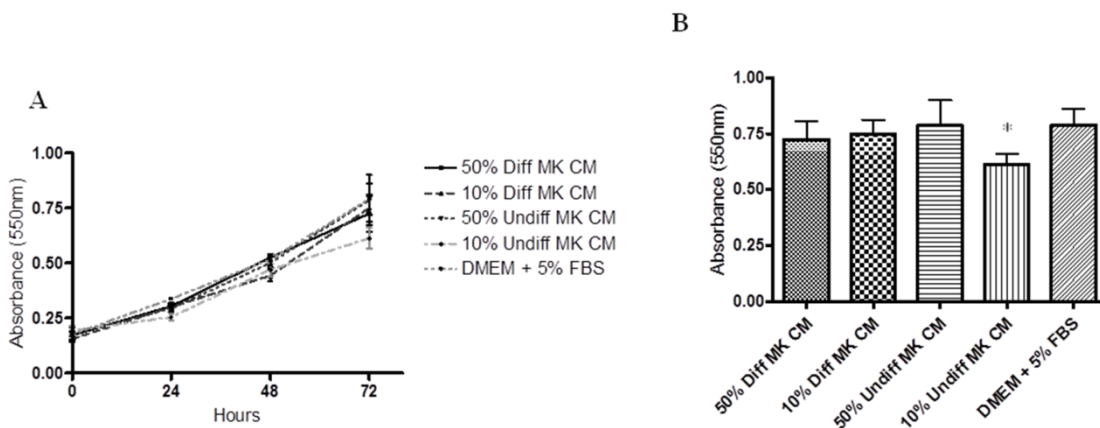 A
Absorbance (550nm)
1.00
0.75
0.50
0.25
0.00
0
24
48
72
Hours
50% Diff MK CM
10% Diff MK CM
50% Undiff MK CM
10% Undiff MK CM
DMEM + 5% FBS
B
Absorbance (550nm)
1.00
0.75
0.50
0.25
0.00
*
50% Diff MK CM
10% Diff MK CM
50% Undiff MK CM
10% Undiff MK CM
DMEM + 5% FBS